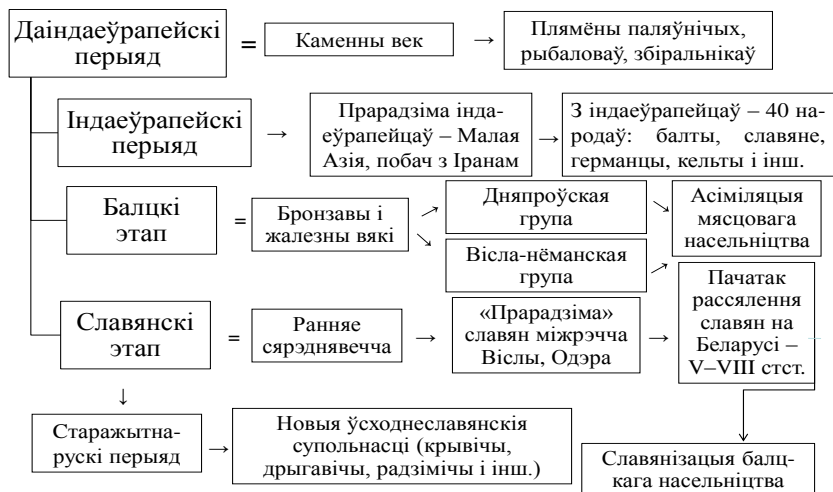 Даіндаеўрапейскі
перыяд
=
Каменны век
→
Плямёны паляўнічых,
рыбаловаў, збіральнікаў
Індаеўрапейскі
перыяд
→
Прарадзіма інда-
еўрапейцаў – Малая
Азія, побач з Іранам
→
З індаеўрапейцаў – 40 на-
родаў: балты, славяне,
германцы, кельты і інш.
Балцкі
этап
=
Бронзавы і
жалезны вякі
Дняпроўская
група
Вісла-нёманская
група
Асіміляцыя
мясцовага
насельніцтва
Славянскі
этап
=
Ранняе
сярэднявечча
→
«Прарадзіма»
славян міжрэчча
Віслы, Одэра
→
Пачатак
рассялення
славян на
Беларусі –
V–VIII стст.
↓
Старажытна-
рускі перыяд
→
Новыя ўсходнеславянскія
супольнасці (крывічы,
дрыгавічы, радзімічы і інш.)
Славянізацыя балц-
кага насельніцтва